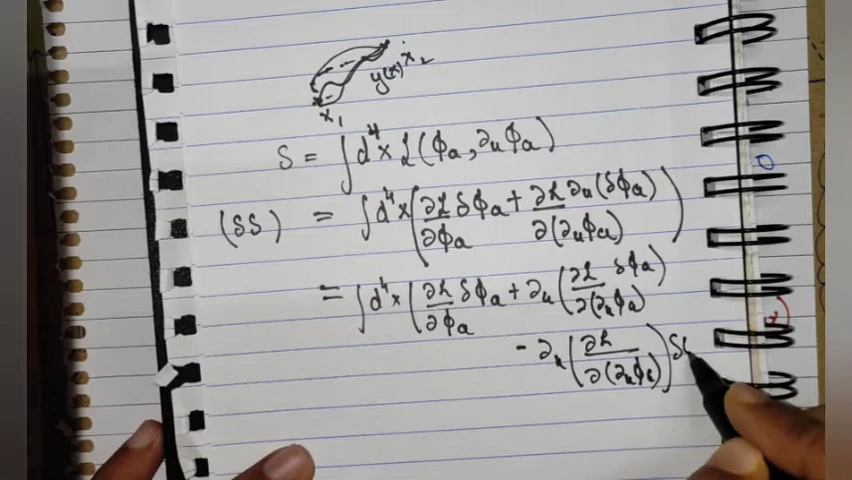 x₂
y(x)
x₁
S = ∫ d⁴x ℒ(ϕₐ, ∂ᵤϕₐ)
(δS) = ∫ d⁴x (∂ℒ/∂ϕₐ δϕₐ + ∂ℒ/∂(∂ᵤϕₐ) ∂ᵤ(δϕₐ))
= ∫ d⁴x (∂ℒ/∂ϕₐ δϕₐ + ∂ᵤ(∂ℒ/∂(∂ᵤϕₐ) δϕₐ)
- ∂ᵤ(∂ℒ/∂(∂ᵤϕₐ)) δ